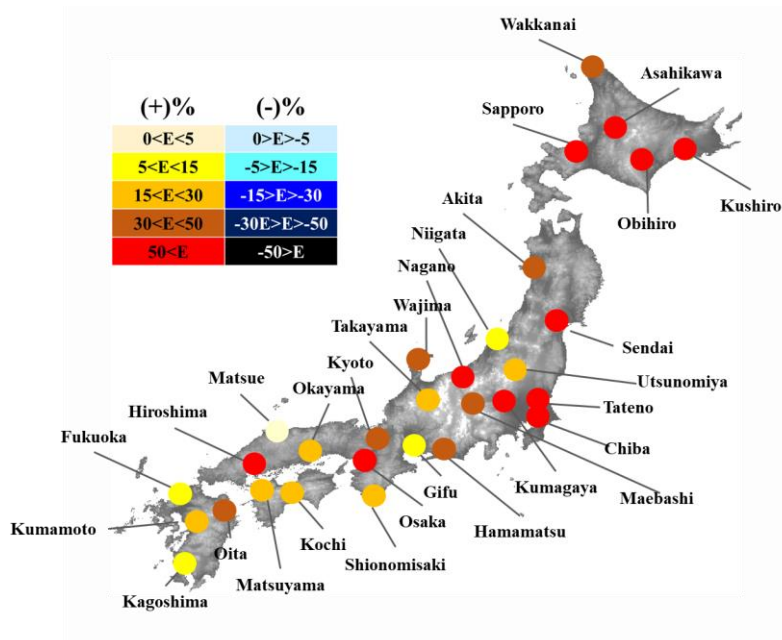 Wakkanai
Asahikawa
Sapporo
Kushiro
Obihiro
(+)% (-)%
0<E<5 0>E>-5
5<E<15 -5>E>-15
15<E<30 -15>E>-30
30<E<50 -30E>E>-50
50<E -50>E
Akita
Niigata
Nagano
Wajima
Takayama
Sendai
Kyoto
Matsue
Okayama
Utsunomiya
Hiroshima
Tateno
Fukuoka
Chiba
Kumagaya
Gifu
Maebashi
Kumamoto
Osaka
Hamamatsu
Oita
Kochi
Shionomisaki
Matsuyama
Kagoshima